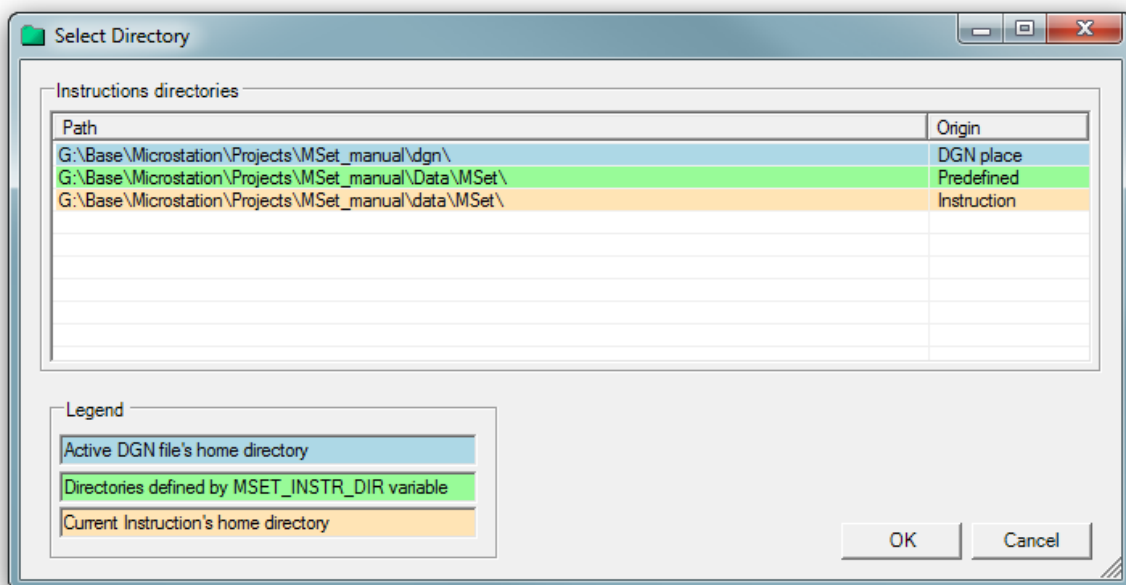 Select Directory
Instructions directories
Path Origin
G:\Base\Microstation\Projects\MSet_manual\dgn\ DGN place
G:\Base\Microstation\Projects\MSet_manual\Data\MSet\ Predefined
G:\Base\Microstation\Projects\MSet_manual\data\MSet\ Instruction
Legend
Active DGN file's home directory
Directories defined by MSET_INSTR_DIR variable
Current Instruction's home directory
OK Cancel